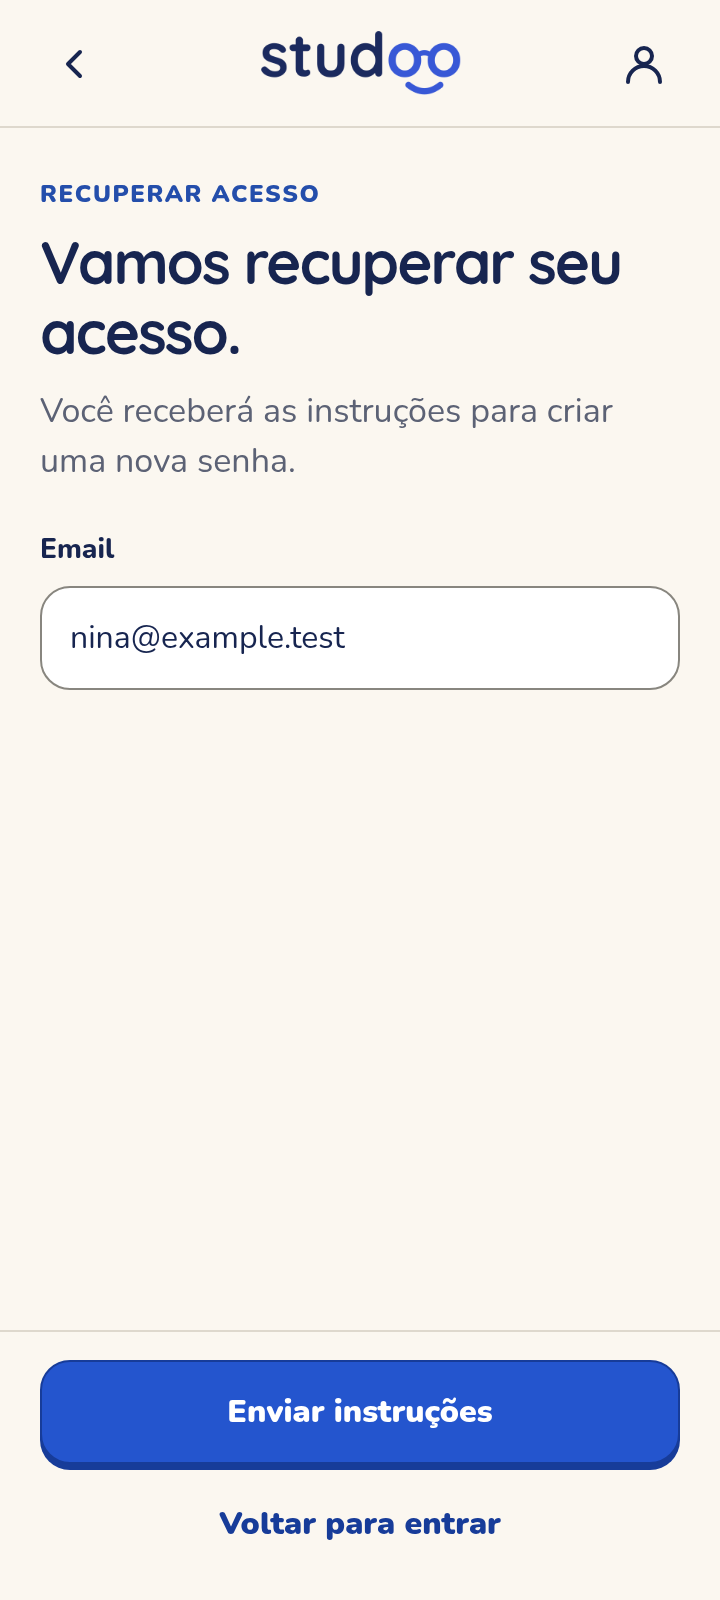 studoo
RECUPERAR ACESSO
Vamos recuperar seu
acesso.
Você receberá as instruções para criar
uma nova senha.
Email
nina@example.test
Enviar instruções
Voltar para entrar